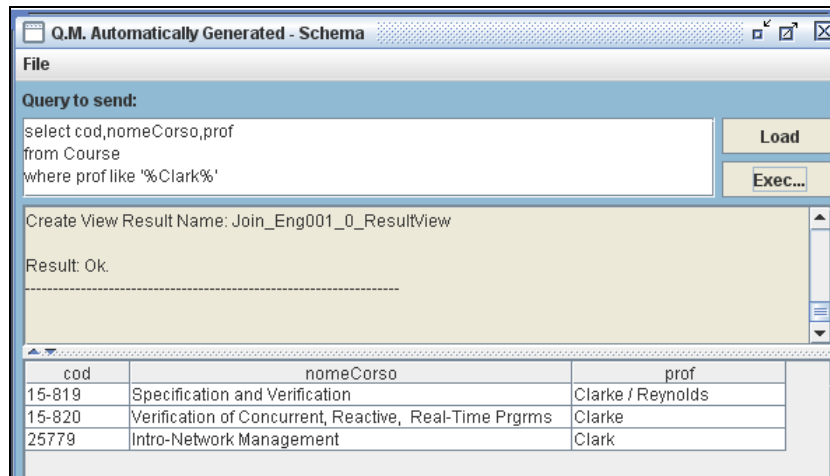 Q.M. Automatically Generated - Schema
File
Query to send:
select cod,nomeCorso,prof
from Course
where prof like '%Clark%'
Load
Exec...
Create View Result Name: Join_Eng001_0_ResultView
Result: Ok.
--------------------------------------------------------------------
cod nomeCorso prof
15-819 Specification and Verification Clarke / Reynolds
15-820 Verification of Concurrent, Reactive, Real-Time Prgrms Clarke
25779 Intro-Network Management Clark